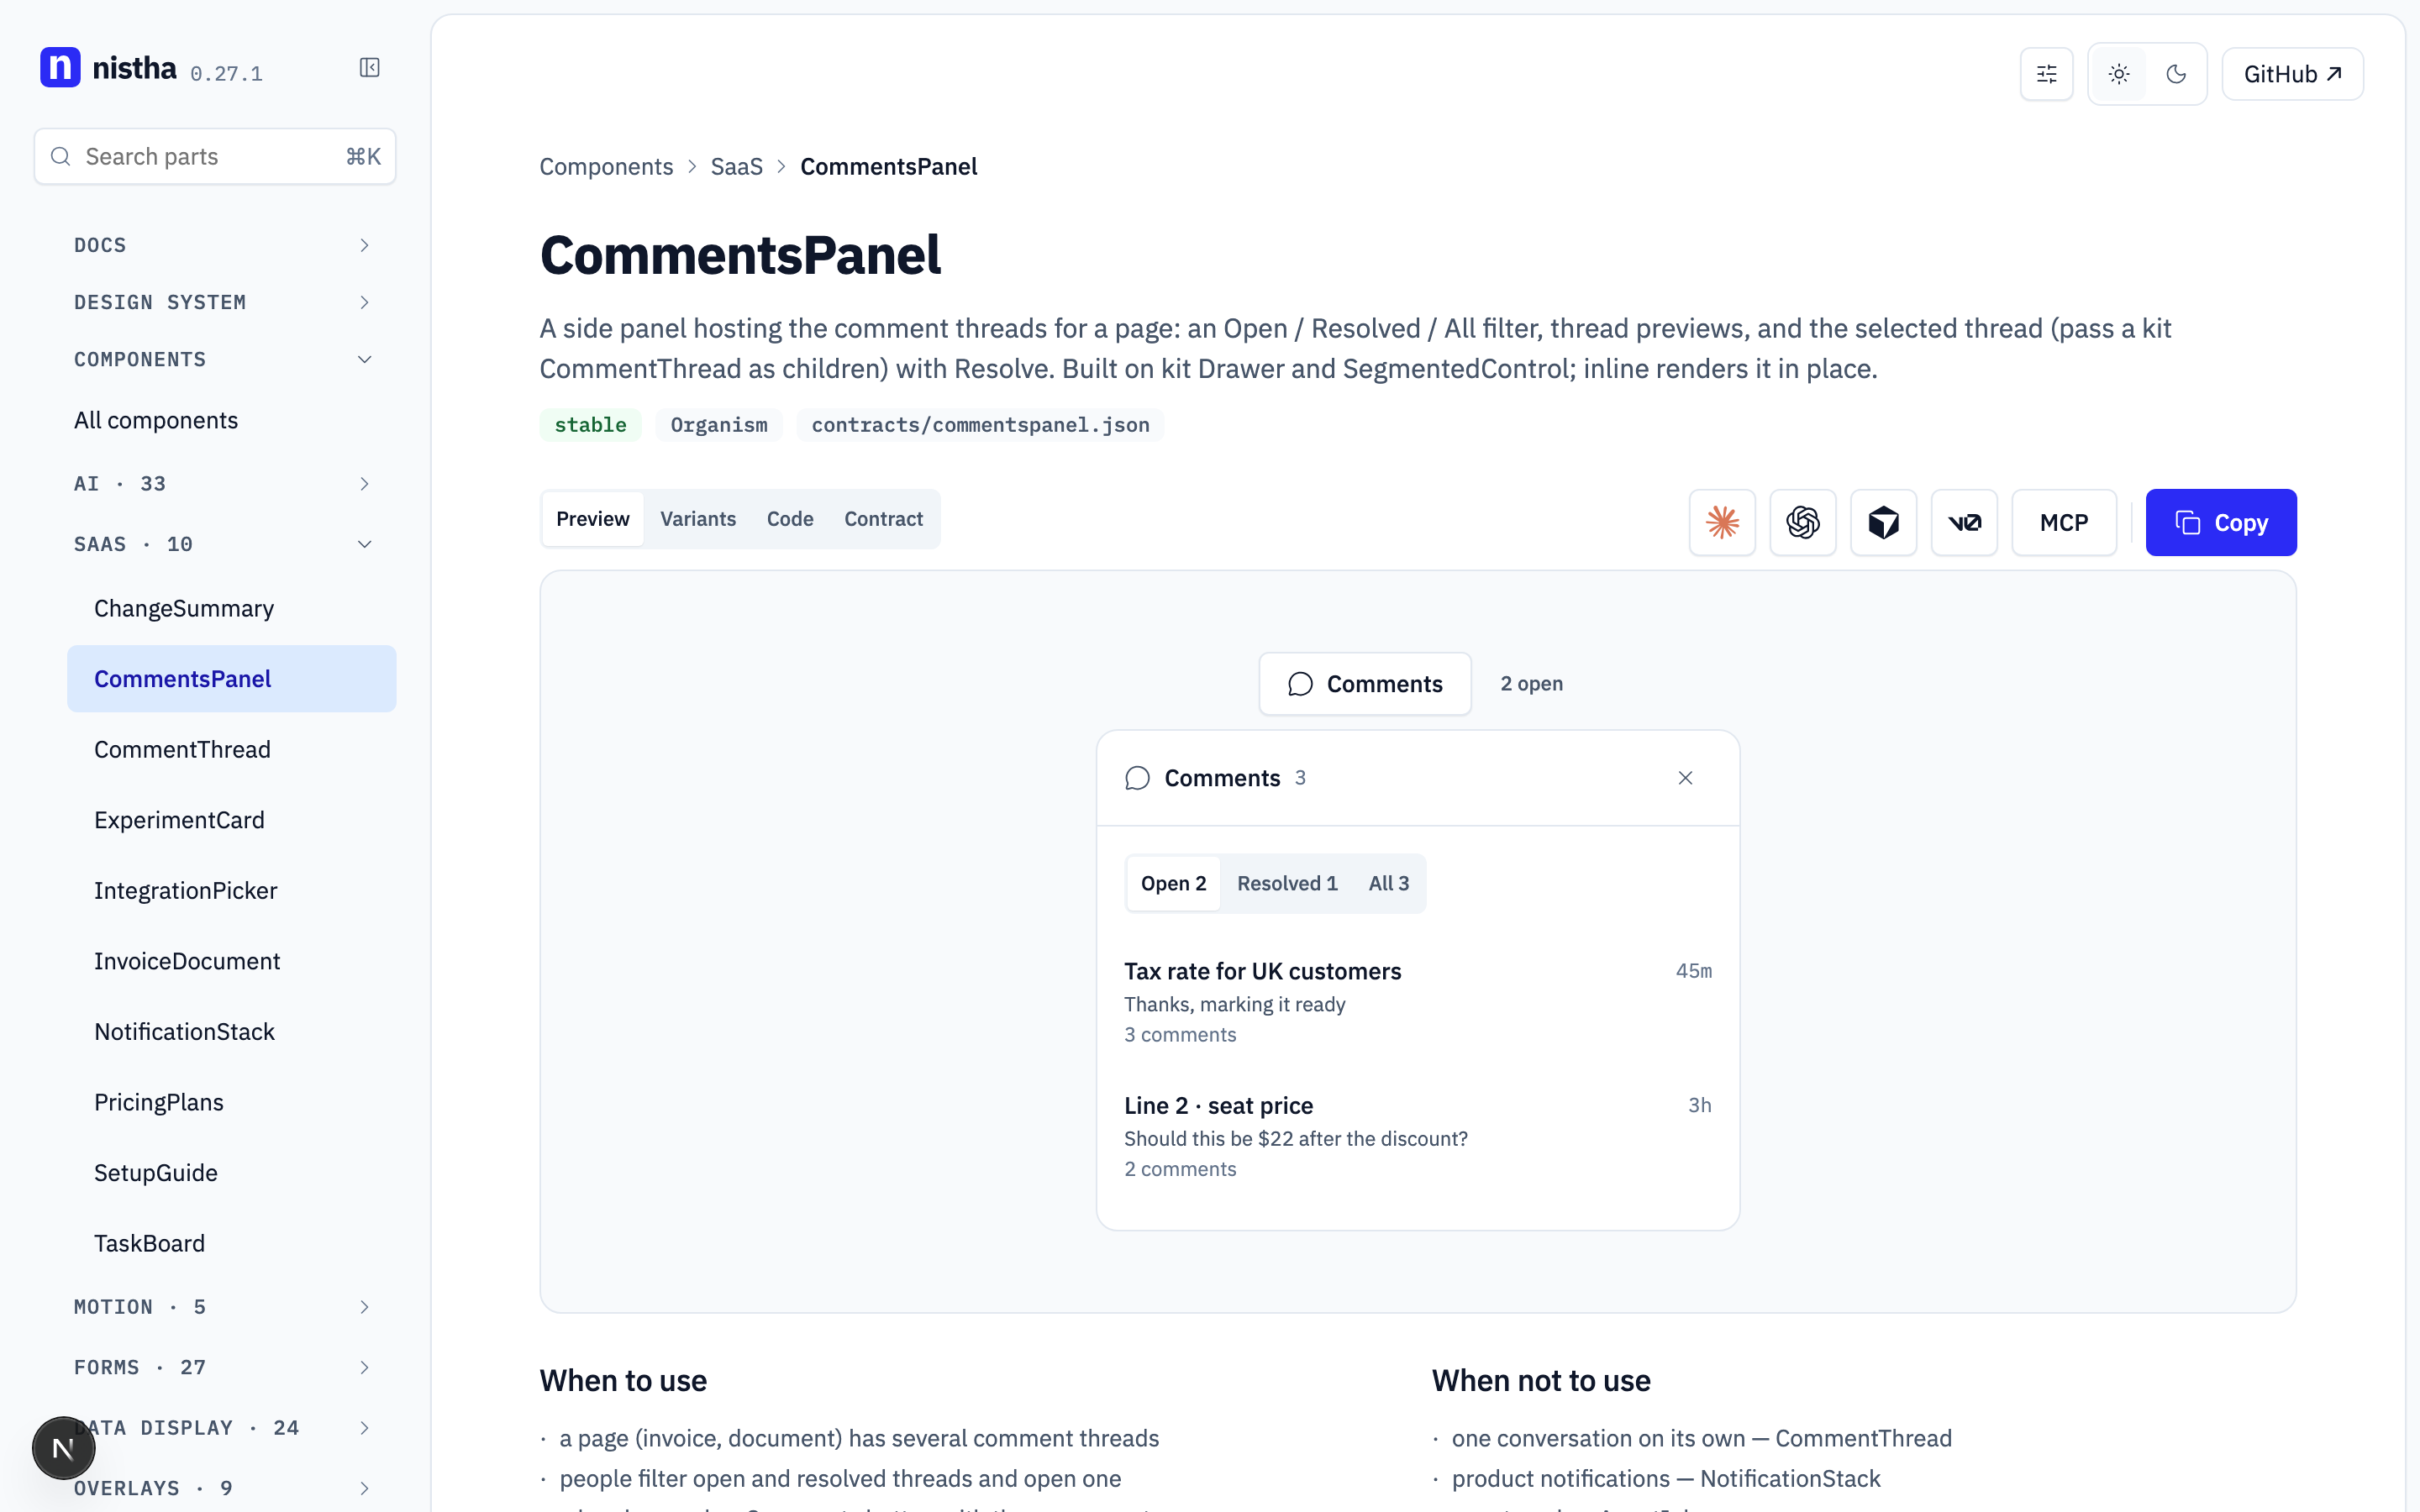 n nistha 0.27.1
Search parts ⌘K
DOCS
DESIGN SYSTEM
COMPONENTS
All components
AI · 33
SAAS · 10
ChangeSummary
CommentsPanel
CommentThread
ExperimentCard
IntegrationPicker
InvoiceDocument
NotificationStack
PricingPlans
SetupGuide
TaskBoard
MOTION · 5
FORMS · 27
DATA DISPLAY · 24
N
OVERLAYS · 9
GitHub
Components > SaaS > CommentsPanel
CommentsPanel
A side panel hosting the comment threads for a page: an Open / Resolved / All filter, thread previews, and the selected thread (pass a kit
CommentThread as children) with Resolve. Built on kit Drawer and SegmentedControl; inline renders it in place.
stable Organism contracts/commentspanel.json
Preview Variants Code Contract
v0 MCP Copy
Comments 2 open
Comments 3
Open 2 Resolved 1 All 3
Tax rate for UK customers 45m
Thanks, marking it ready
3 comments
Line 2 · seat price 3h
Should this be $22 after the discount?
2 comments
When to use
· a page (invoice, document) has several comment threads
· people filter open and resolved threads and open one
When not to use
· one conversation on its own — CommentThread
· product notifications — NotificationStack